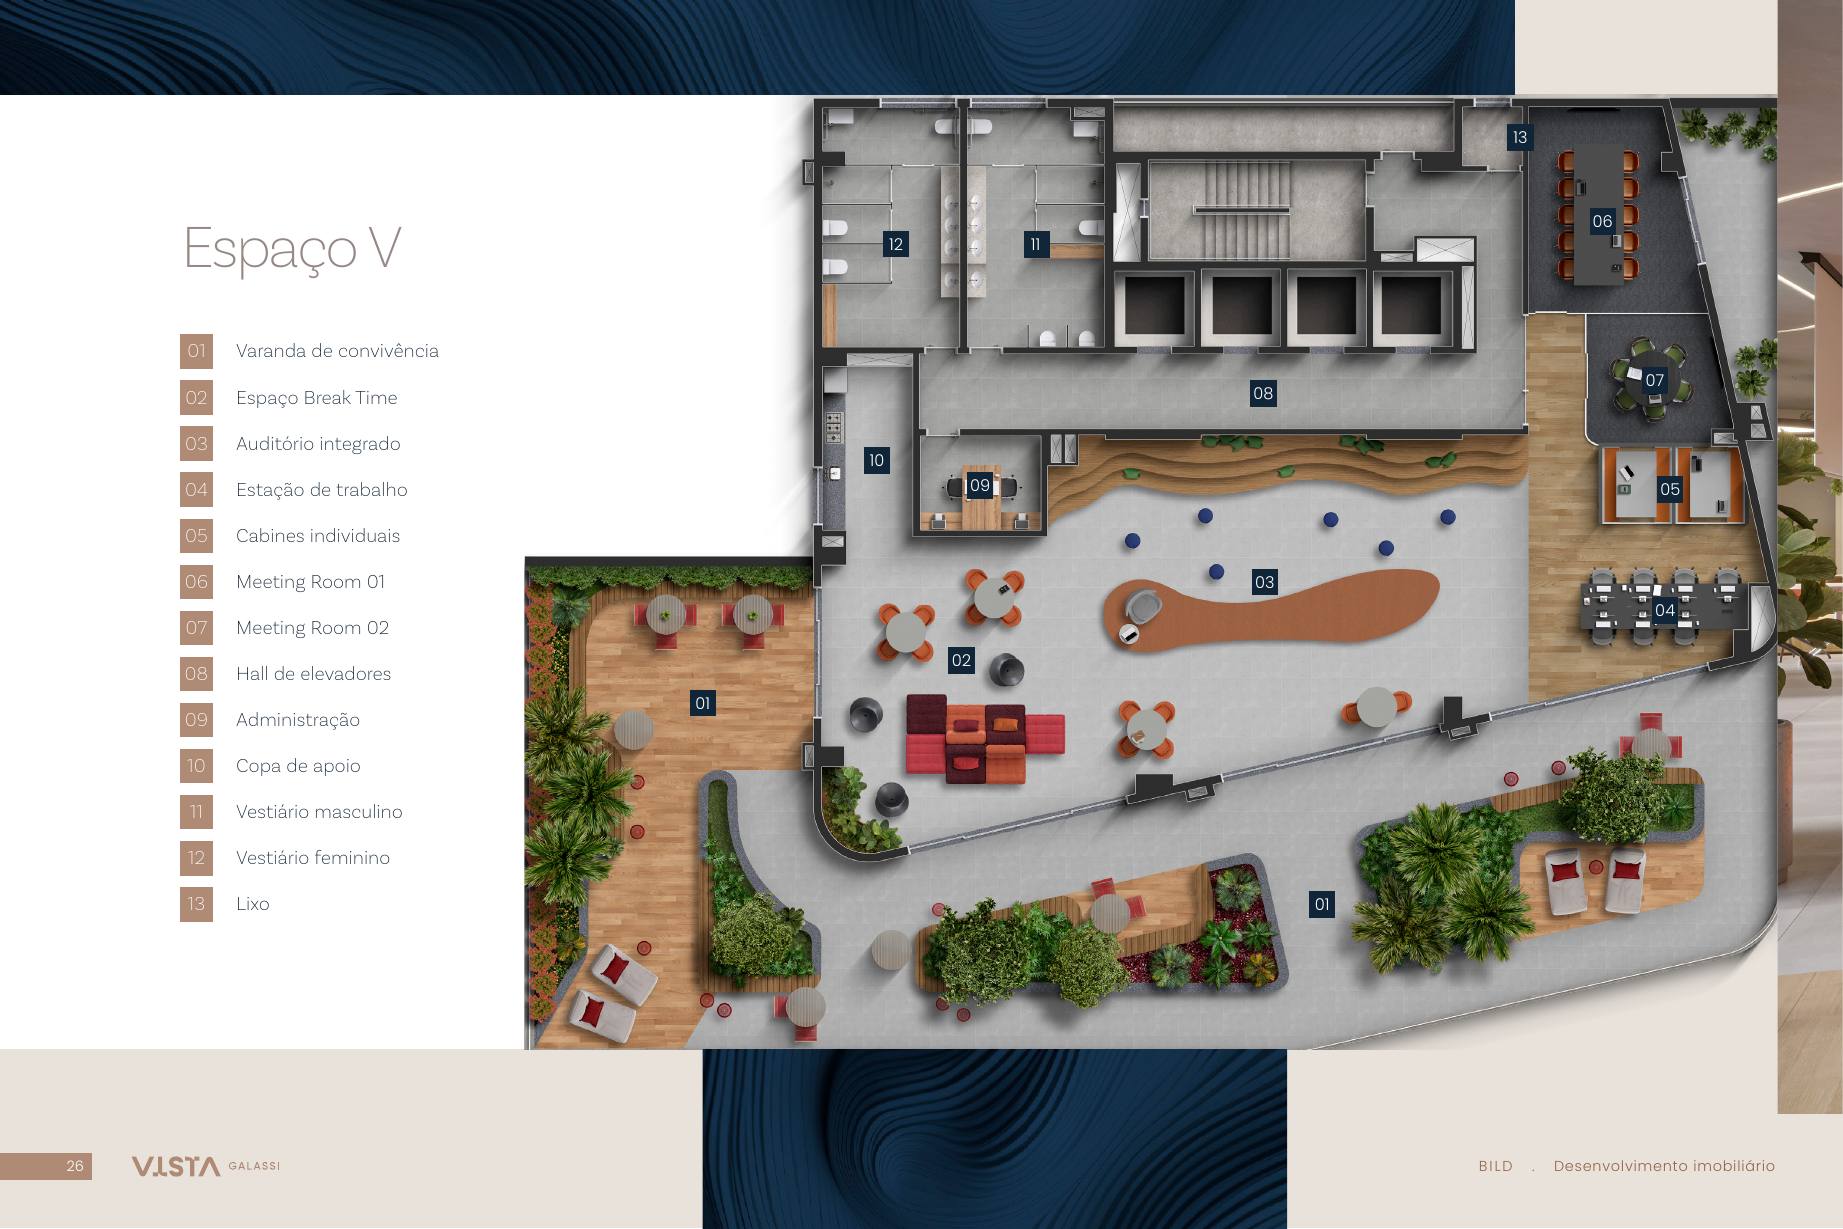 Espaço V
01 Varanda de convivência
02 Espaço Break Time
03 Auditório integrado
04 Estação de trabalho
05 Cabines individuais
06 Meeting Room 01
07 Meeting Room 02
08 Hall de elevadores
09 Administração
10 Copa de apoio
11 Vestiário masculino
12 Vestiário feminino
13 Lixo
13
06
12
11
07
08
10
09
05
03
04
02
01
01
26
VISTA GALASSI
BILD . Desenvolvimento imobiliário